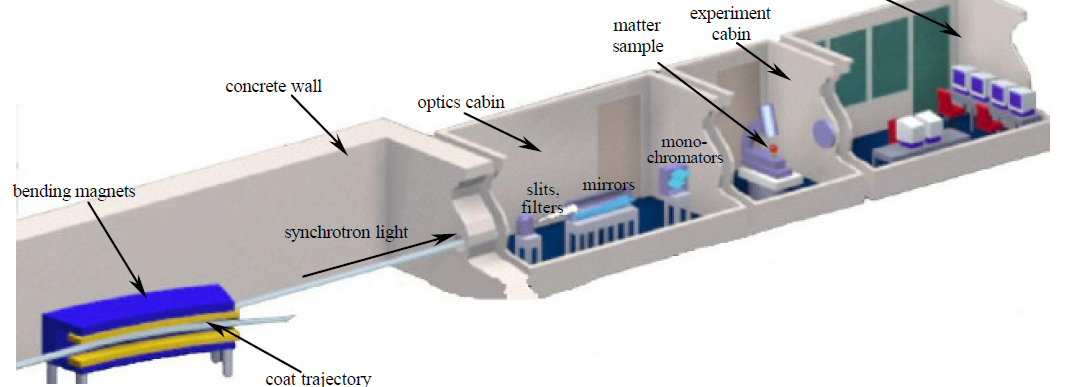 experiment
cabin
matter
sample
concrete wall
optics cabin
mono-
chromators
bending magnets
slits,
filters
mirrors
synchrotron light
coat trajectory